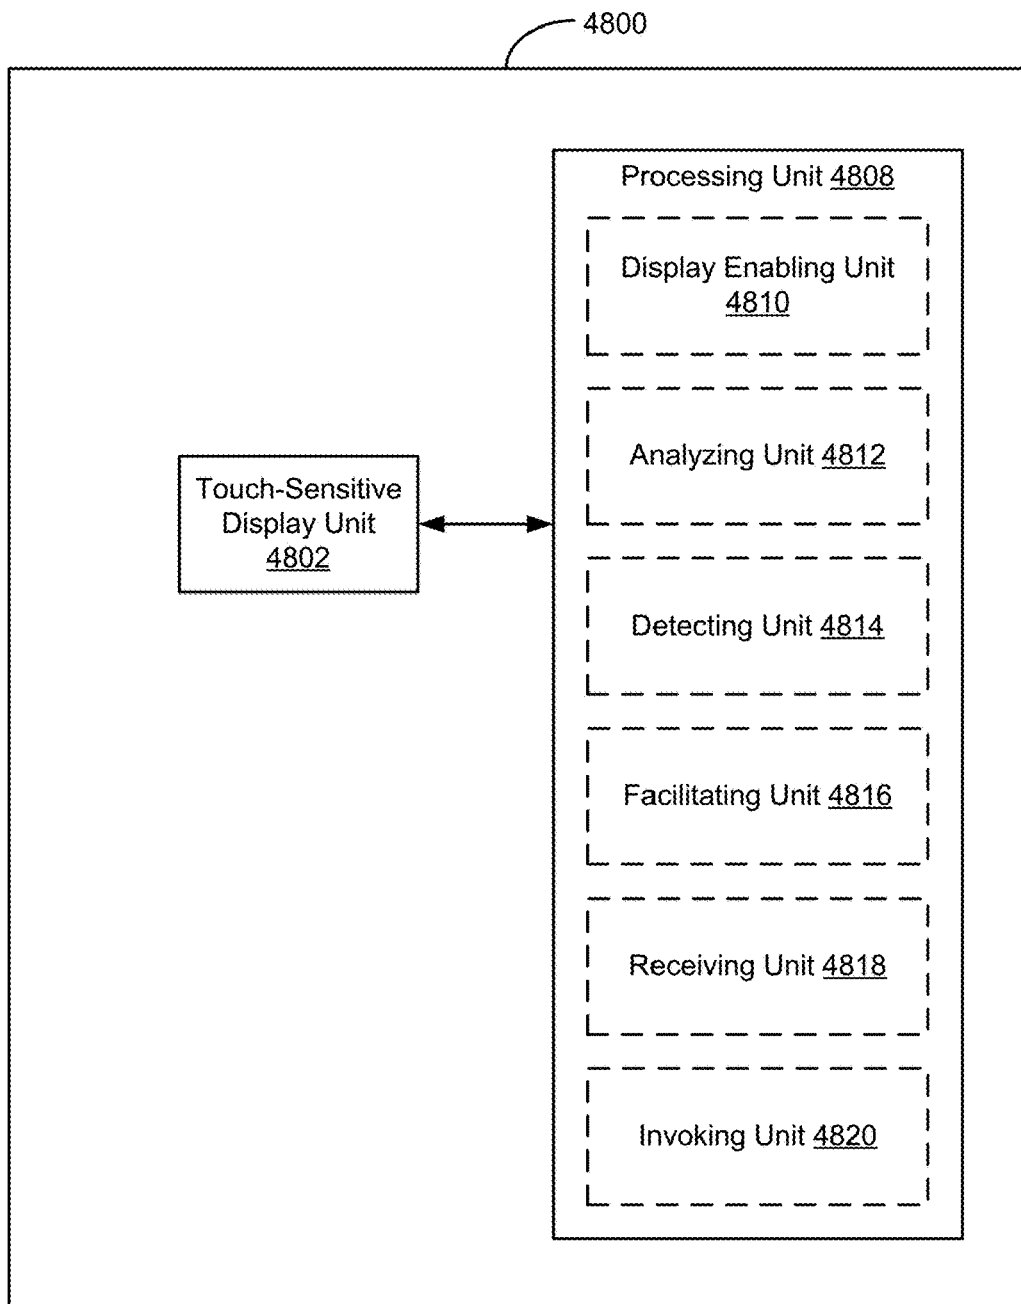 4800
Processing Unit 4808
Display Enabling Unit
4810
Analyzing Unit 4812
Touch-Sensitive
Display Unit
4802
Detecting Unit 4814
Facilitating Unit 4816
Receiving Unit 4818
Invoking Unit 4820